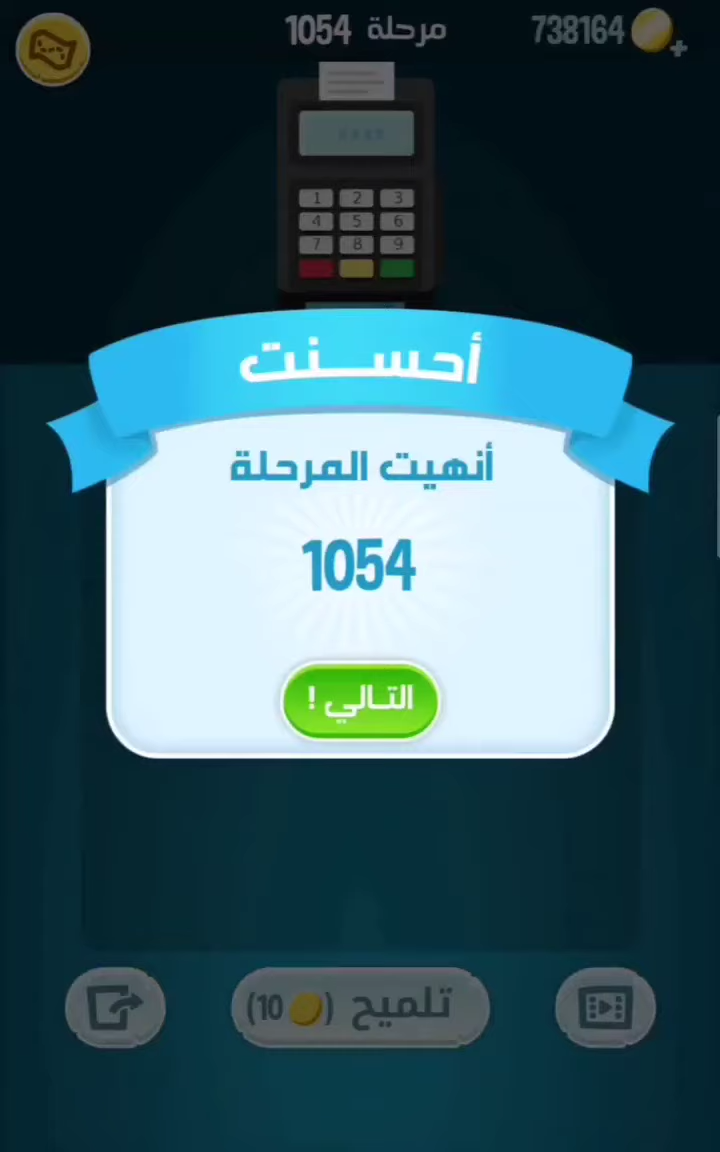 738164
مرحلة 1054
1 2 3
4 5 6
7 8 9
أحسنت
أنهيت المرحلة
1054
التالي !
تلميح (10)